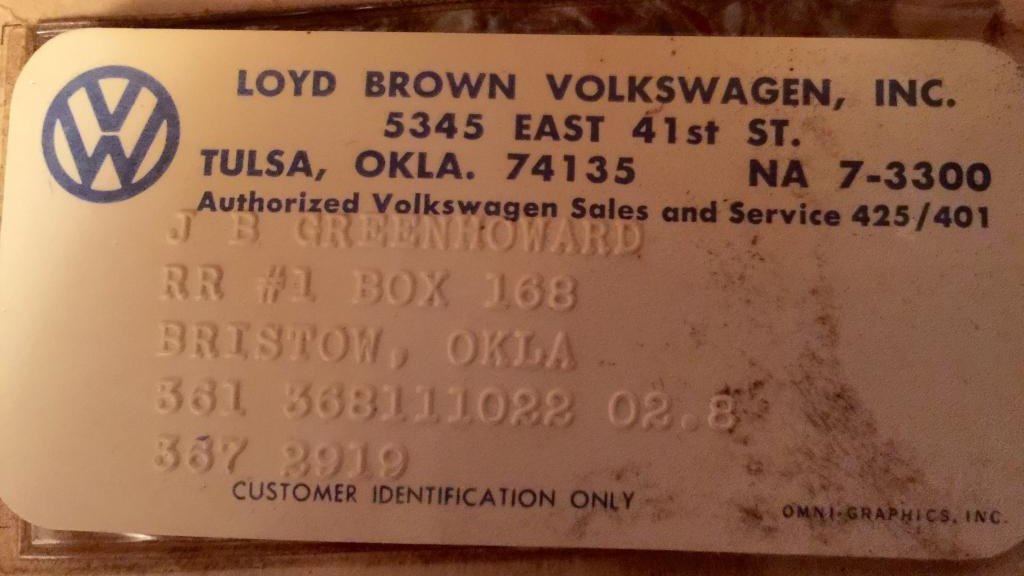 LOYD BROWN VOLKSWAGEN, INC.
5345 EAST 41st ST.
TULSA, OKLA. 74135 NA 7-3300
Authorized Volkswagen Sales and Service 425/401
J B GREENHOWARD
RR #1 BOX 168
BRISTOW, OKLA
361 368111022 02.8
367 2919
CUSTOMER IDENTIFICATION ONLY
OMNI-GRAPHICS, INC.